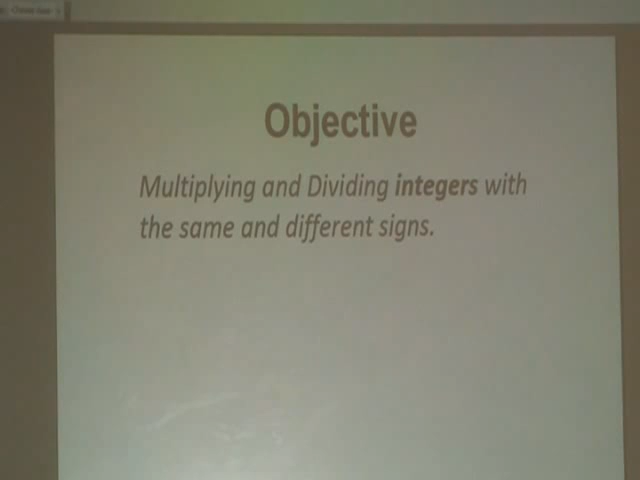 Objective
Multiplying and Dividing integers with
the same and different signs.